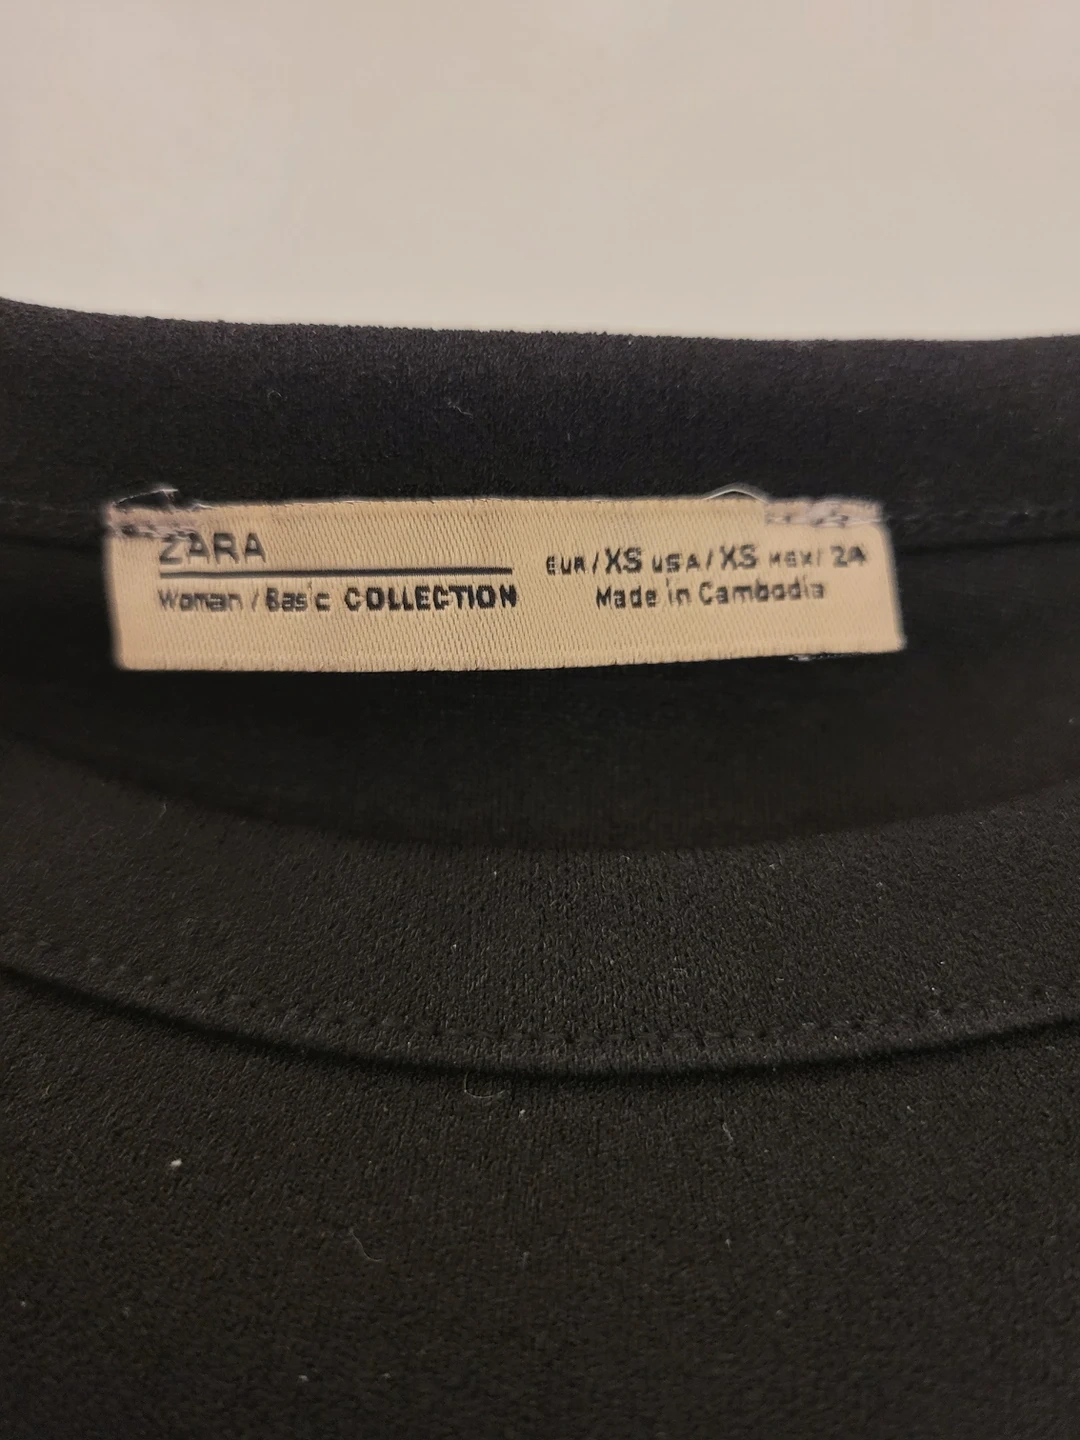 ZARA
Woman / Basic COLLECTION
EUR / XS USA / XS MEX / 24
Made in Cambodia